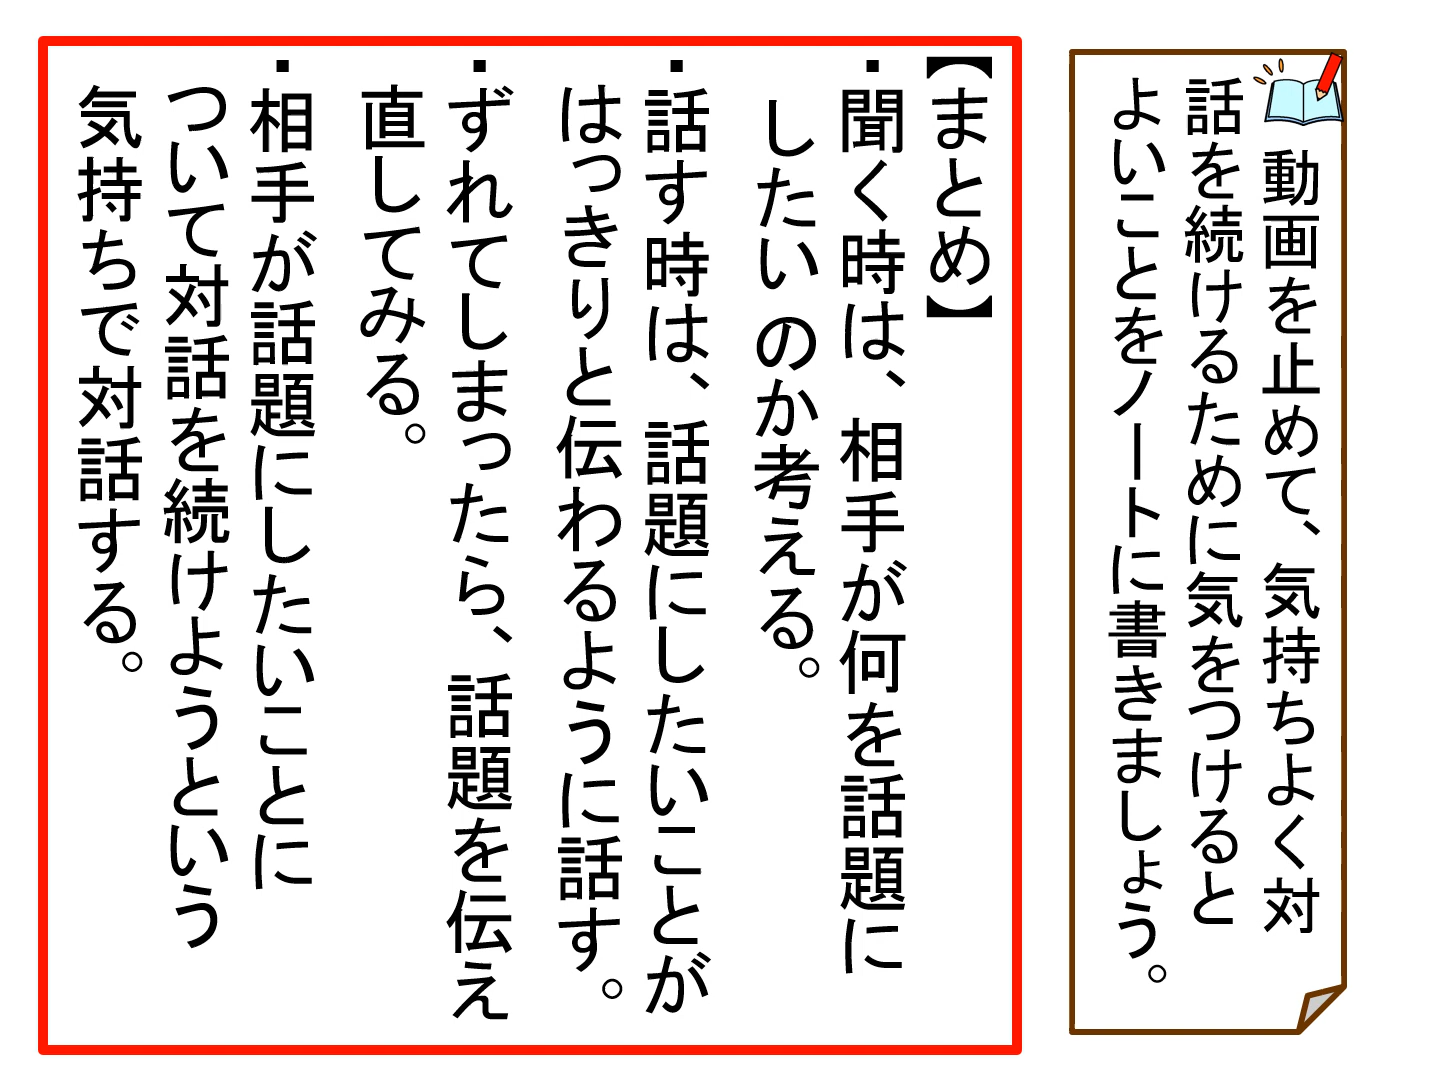 動画を止めて、気持ちよく対
話を続けるために気をつけると
よいことをノートに書きましょう。
【まとめ】
・聞く時は、相手が何を話題に
したいのか考える。
・話す時は、話題にしたいことが
はっきりと伝わるように話す。
・ずれてしまったら、話題を伝え
直してみる。
・相手が話題にしたいことに
ついて対話を続けようという
気持ちで対話する。